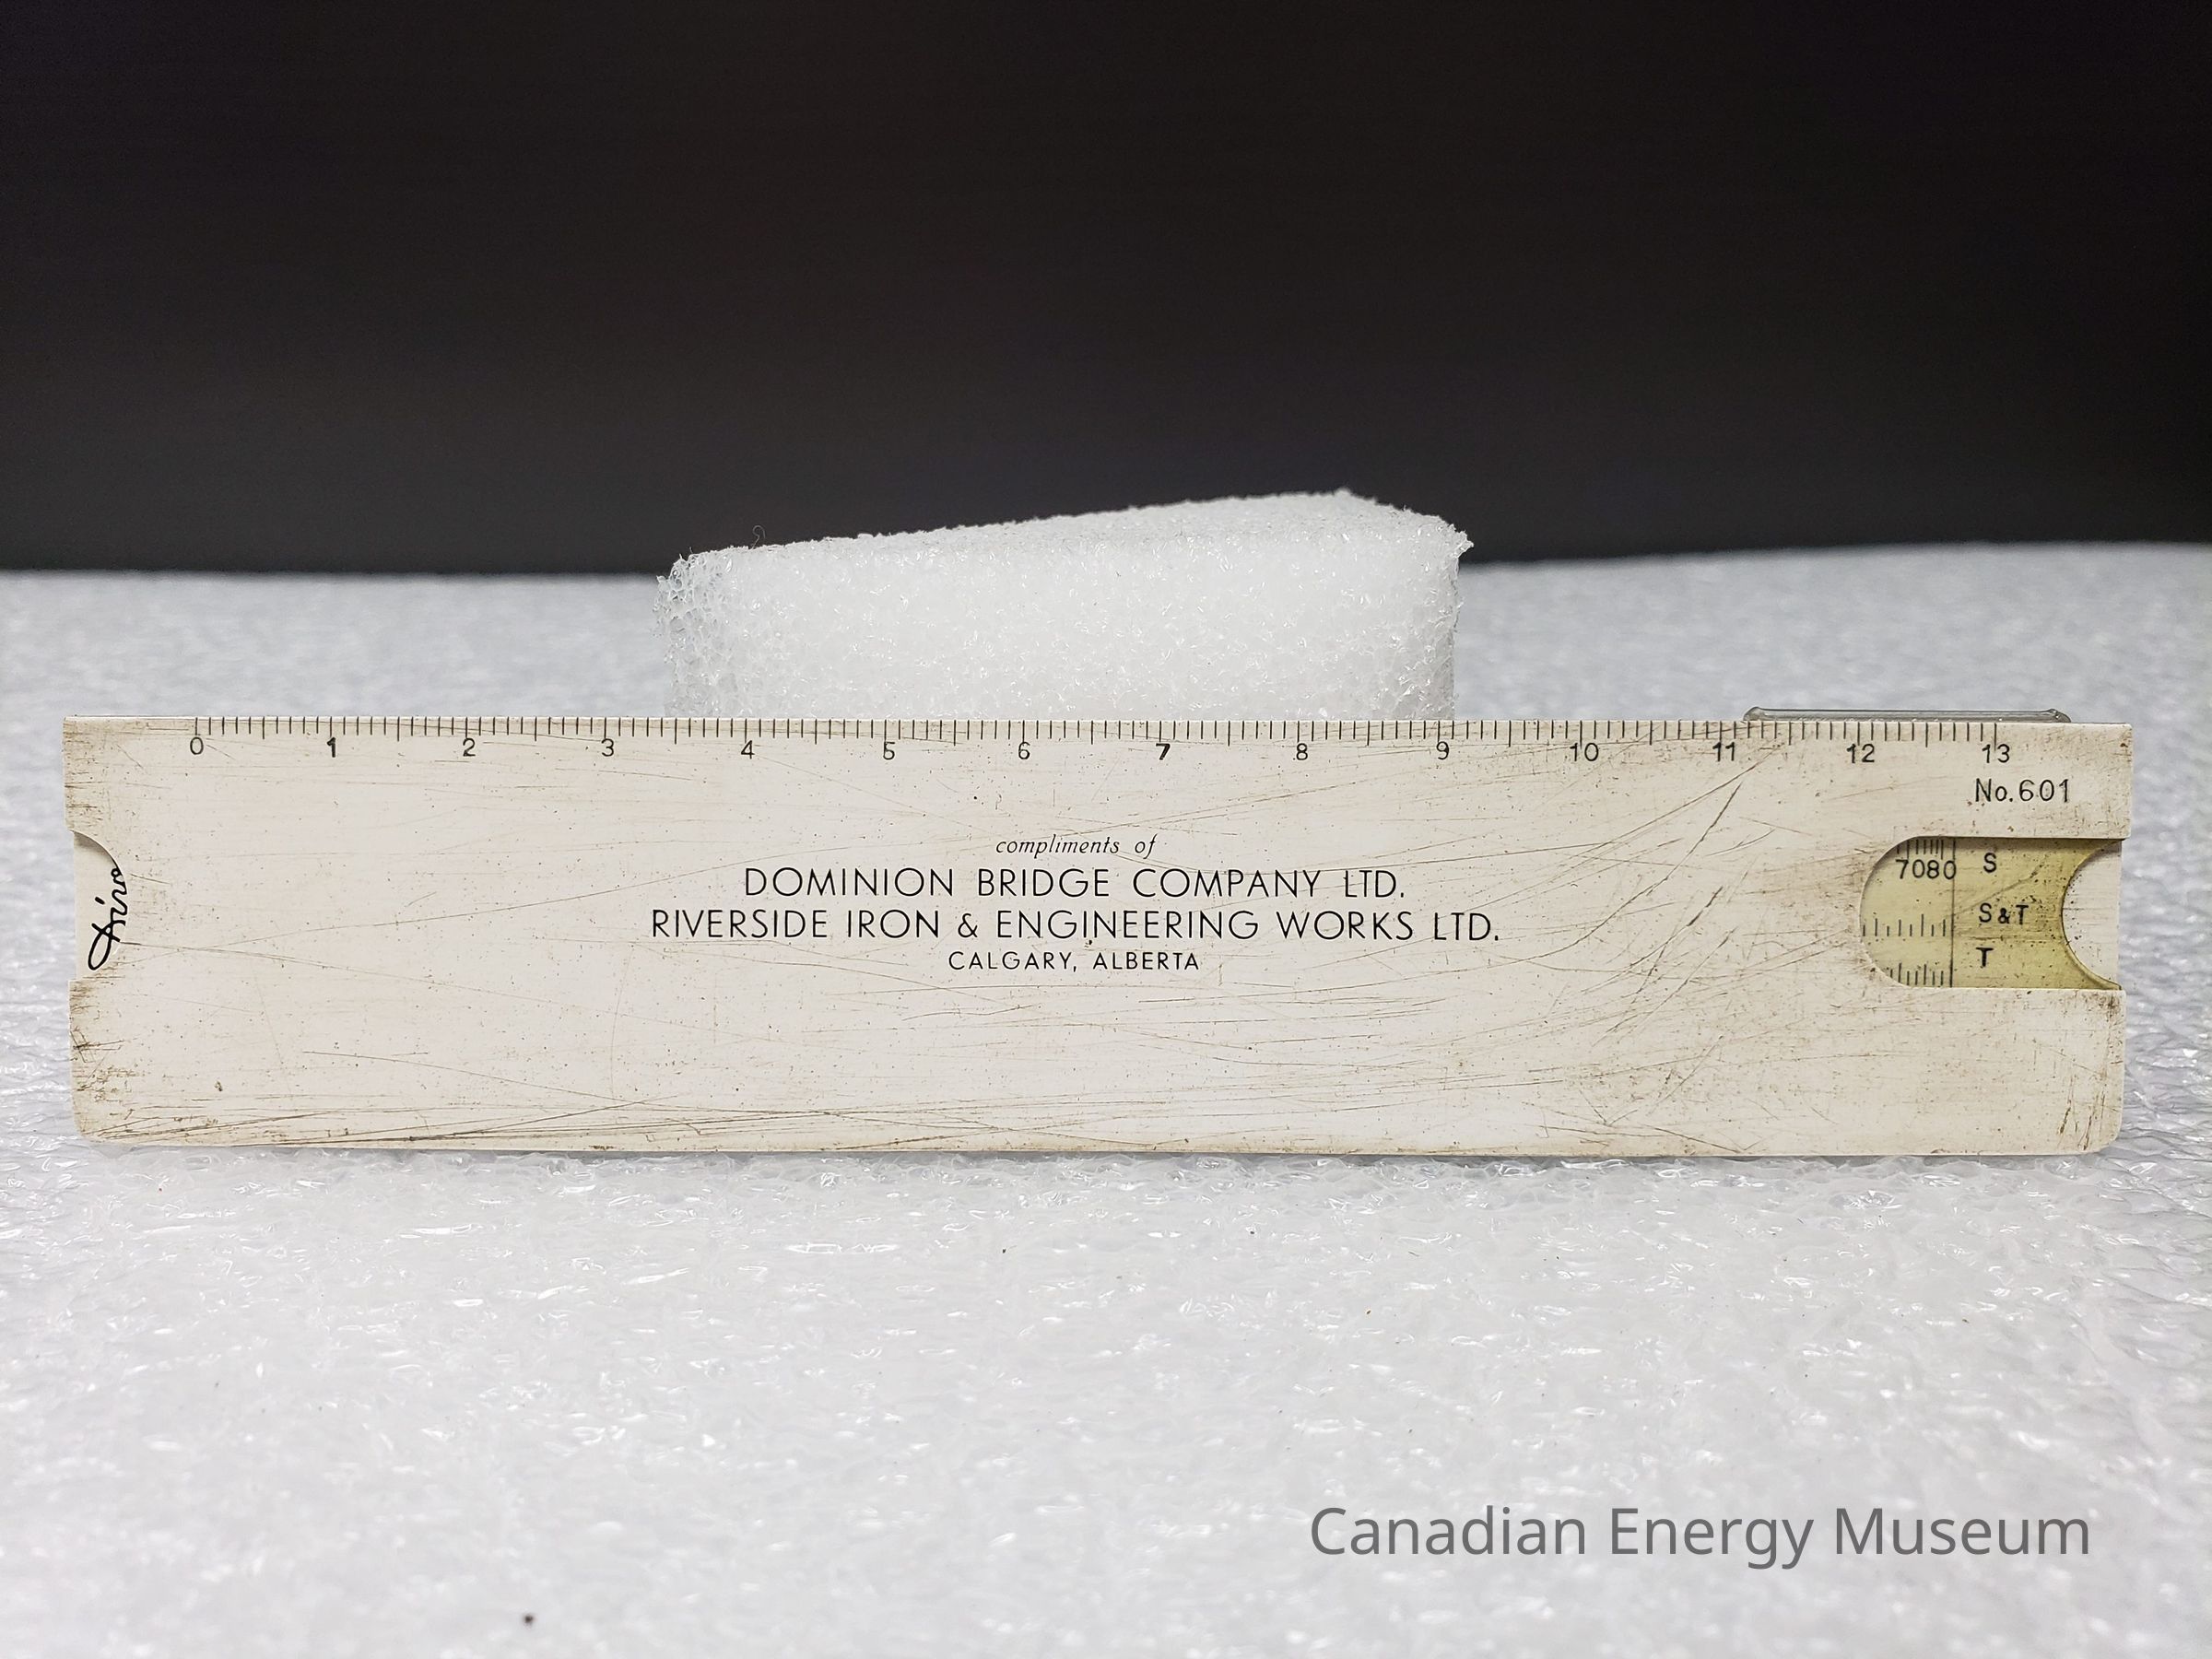 0 1 2 3 4 5 6 7 8 9 10 11 12 13
No.601
compliments of
DOMINION BRIDGE COMPANY LTD.
RIVERSIDE IRON & ENGINEERING WORKS LTD.
CALGARY, ALBERTA
7080 S
S&T
T
Canadian Energy Museum